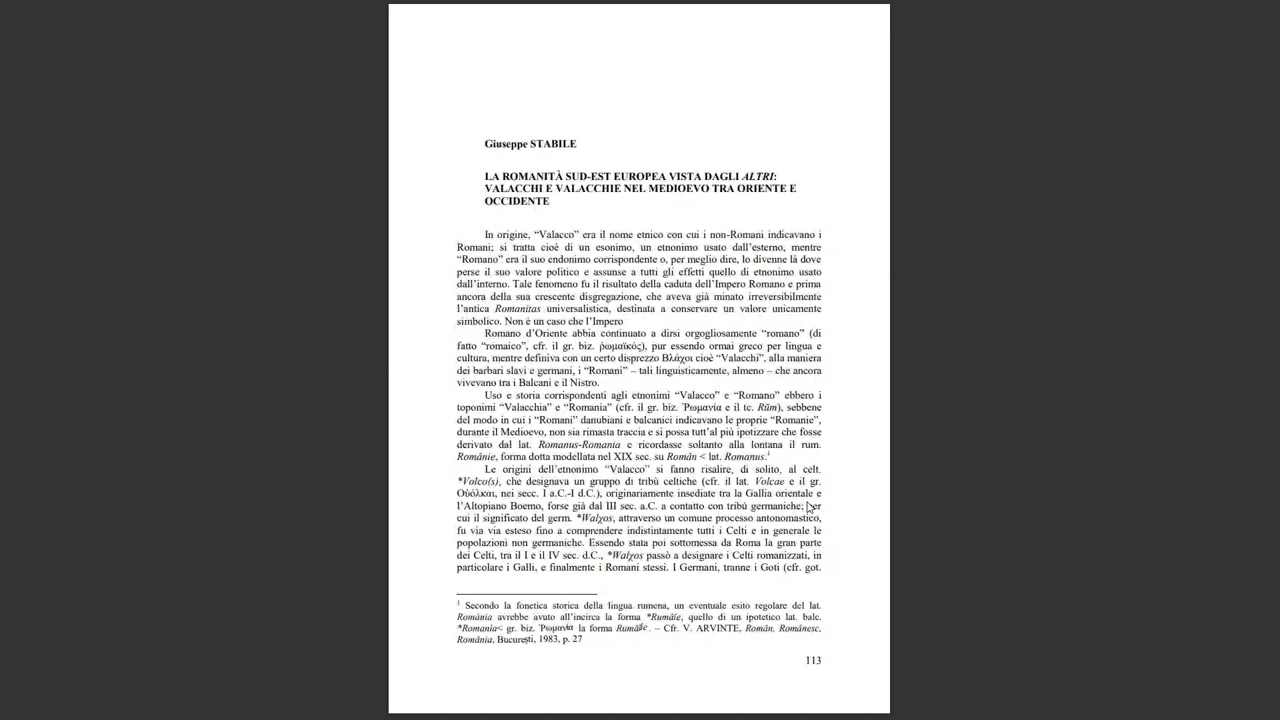 Giuseppe STABILE
LA ROMANITÀ SUD-EST EUROPEA VISTA DAGLI ALTRI:
VALACCHI E VALACCHIE NEL MEDIOEVO TRA ORIENTE E
OCCIDENTE
In origine, “Valacco” era il nome etnico con cui i non-Romani indicavano i
Romani; si tratta cioè di un esonimo, un etnonimo usato dall’esterno, mentre
“Romano” era il suo endonimo corrispondente o, per meglio dire, lo divenne là dove
perse il suo valore politico e assunse a tutti gli effetti quello di etnonimo usato
dall’interno. Tale fenomeno fu il risultato della caduta dell’Impero Romano e prima
ancora della sua crescente disgregazione, che aveva già minato irreversibilmente
l’antica Romanitas universalistica, destinata a conservare un valore unicamente
simbolico. Non è un caso che l’Impero
Romano d’Oriente abbia continuato a dirsi orgogliosamente “romano” (di
fatto “romaico”, cfr. il gr. biz. ῥωμαϊκός), pur essendo ormai greco per lingua e
cultura, mentre definiva con un certo disprezzo Βλάχοι cioè “Valacchi”, alla maniera
dei barbari slavi e germani, i “Romani” – tali linguisticamente, almeno – che ancora
vivevano tra i Balcani e il Nistro.
Uso e storia corrispondenti agli etnonimi “Valacco” e “Romano” ebbero i
toponimi “Valacchia” e “Romània” (cfr. il gr. biz. Ῥωμανία e il tc. Rūm), sebbene
del modo in cui i “Romani” danubiani e balcanici indicavano le proprie “Romanie”,
durante il Medioevo, non sia rimasta traccia e si possa tutt’al più ipotizzare che fosse
derivato dal lat. Romanus-Romania e ricordasse soltanto alla lontana il rum.
Românie, forma dotta modellata nel XIX sec. su Român < lat. Romanus.¹
Le origini dell’etnonimo “Valacco” si fanno risalire, di solito, al celt.
*Volco(s), che designava un gruppo di tribù celtiche (cfr. il lat. Volcae e il gr.
Οὐόλκαι, nei secc. I a.C.-I d.C.), originariamente insediate tra la Gallia orientale e
l’Altopiano Boemo, forse già dal III sec. a.C. a contatto con tribù germaniche; per
cui il significato del germ. *Walχos, attraverso un comune processo antonomastico,
fu via via esteso fino a comprendere indistintamente tutti i Celti e in generale le
popolazioni non germaniche. Essendo stata poi sottomessa da Roma la gran parte
dei Celti, tra il I e il IV sec. d.C., *Walχos passò a designare i Celti romanizzati, in
particolare i Galli, e finalmente i Romani stessi. I Germani, tranne i Goti (cfr. got.
¹ Secondo la fonetica storica della lingua rumena, un eventuale esito regolare del lat.
Romània avrebbe avuto all’incirca la forma *Rumâie, quello di un ipotetico lat. balc.
*Romanìa< gr. biz. Ῥωμανία la forma . – Cfr. V. ARVINTE, Român. Românesc,
România, București, 1983, p. 27
113